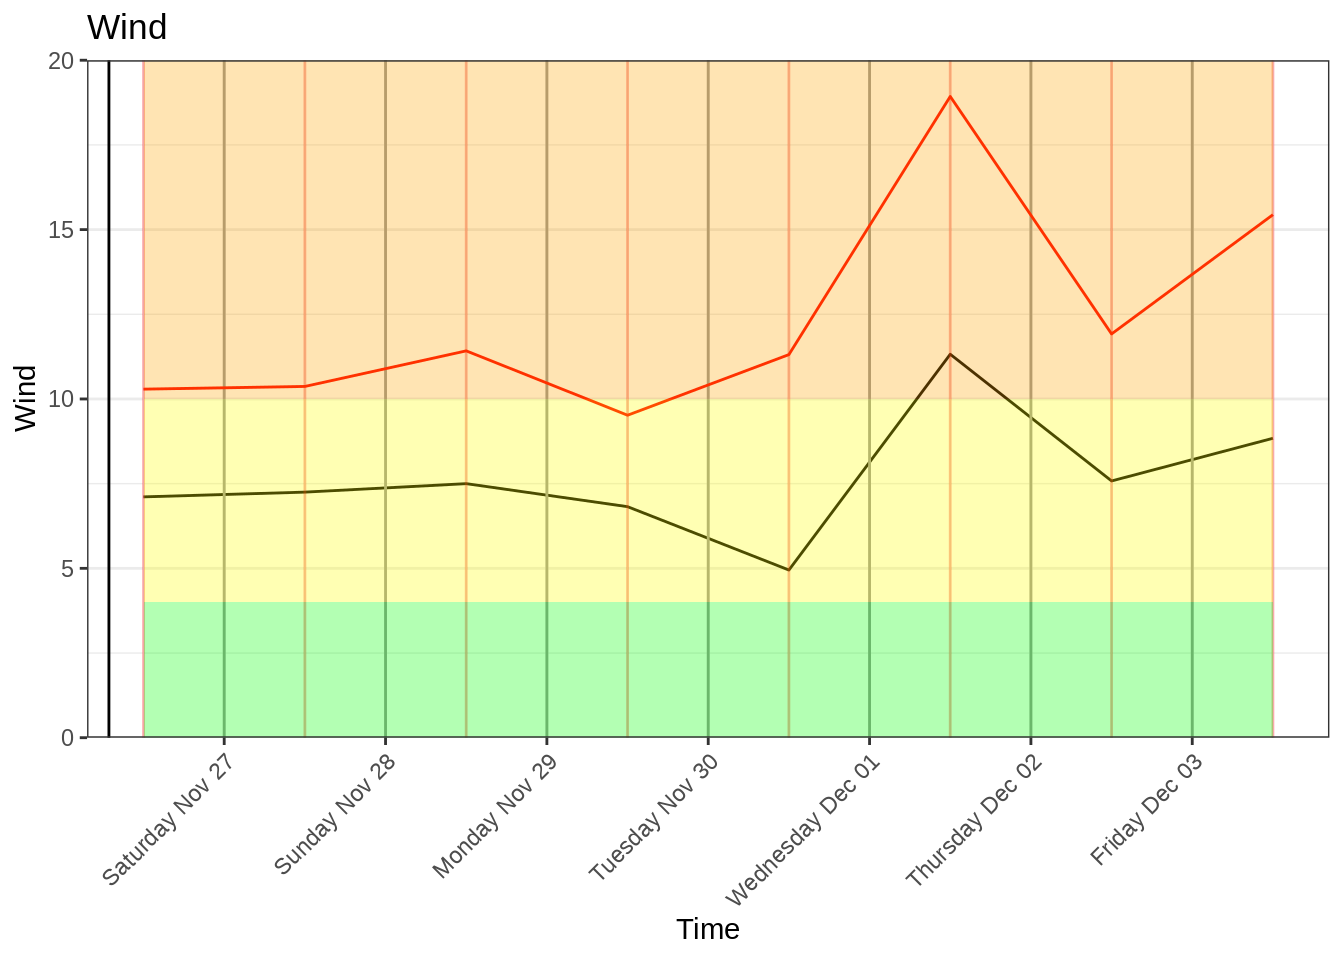 Wind
20
15
10
5
0
Wind
Saturday Nov 27
Sunday Nov 28
Monday Nov 29
Tuesday Nov 30
Wednesday Dec 01
Thursday Dec 02
Friday Dec 03
Time